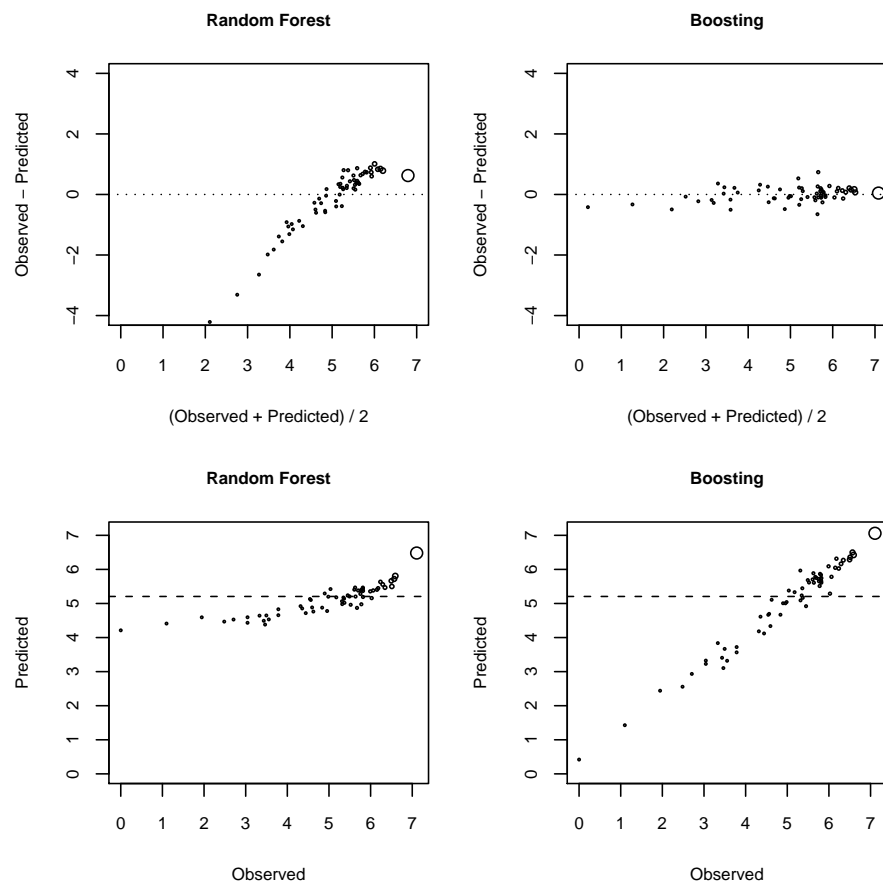 Random Forest
Boosting
4
2
0
−2
−4
Observed − Predicted
0 1 2 3 4 5 6 7
(Observed + Predicted) / 2
4
2
0
−2
−4
Observed − Predicted
0 1 2 3 4 5 6 7
(Observed + Predicted) / 2
Random Forest
Boosting
7
6
5
4
3
2
1
0
Predicted
0 1 2 3 4 5 6 7
Observed
7
6
5
4
3
2
1
0
Predicted
0 1 2 3 4 5 6 7
Observed